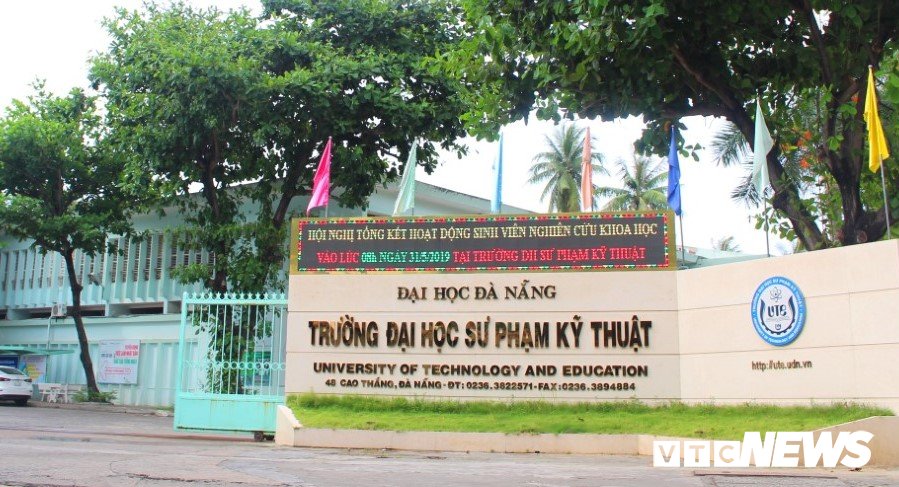 HỘI NGHỊ TỔNG KẾT HOẠT ĐỘNG SINH VIÊN NGHIÊN CỨU KHOA HỌC
VÀO LÚC 08h NGÀY 31/5/2019 TẠI TRƯỜNG ĐH SƯ PHẠM KỸ THUẬT
ĐẠI HỌC ĐÀ NẴNG
TRƯỜNG ĐẠI HỌC SƯ PHẠM KỸ THUẬT
UNIVERSITY OF TECHNOLOGY AND EDUCATION
48 CAO THẮNG, ĐÀ NẴNG - ĐT: 0236.3822571 - FAX: 0236.3894884
UTE
http://ute.udn.vn
VTC NEWS